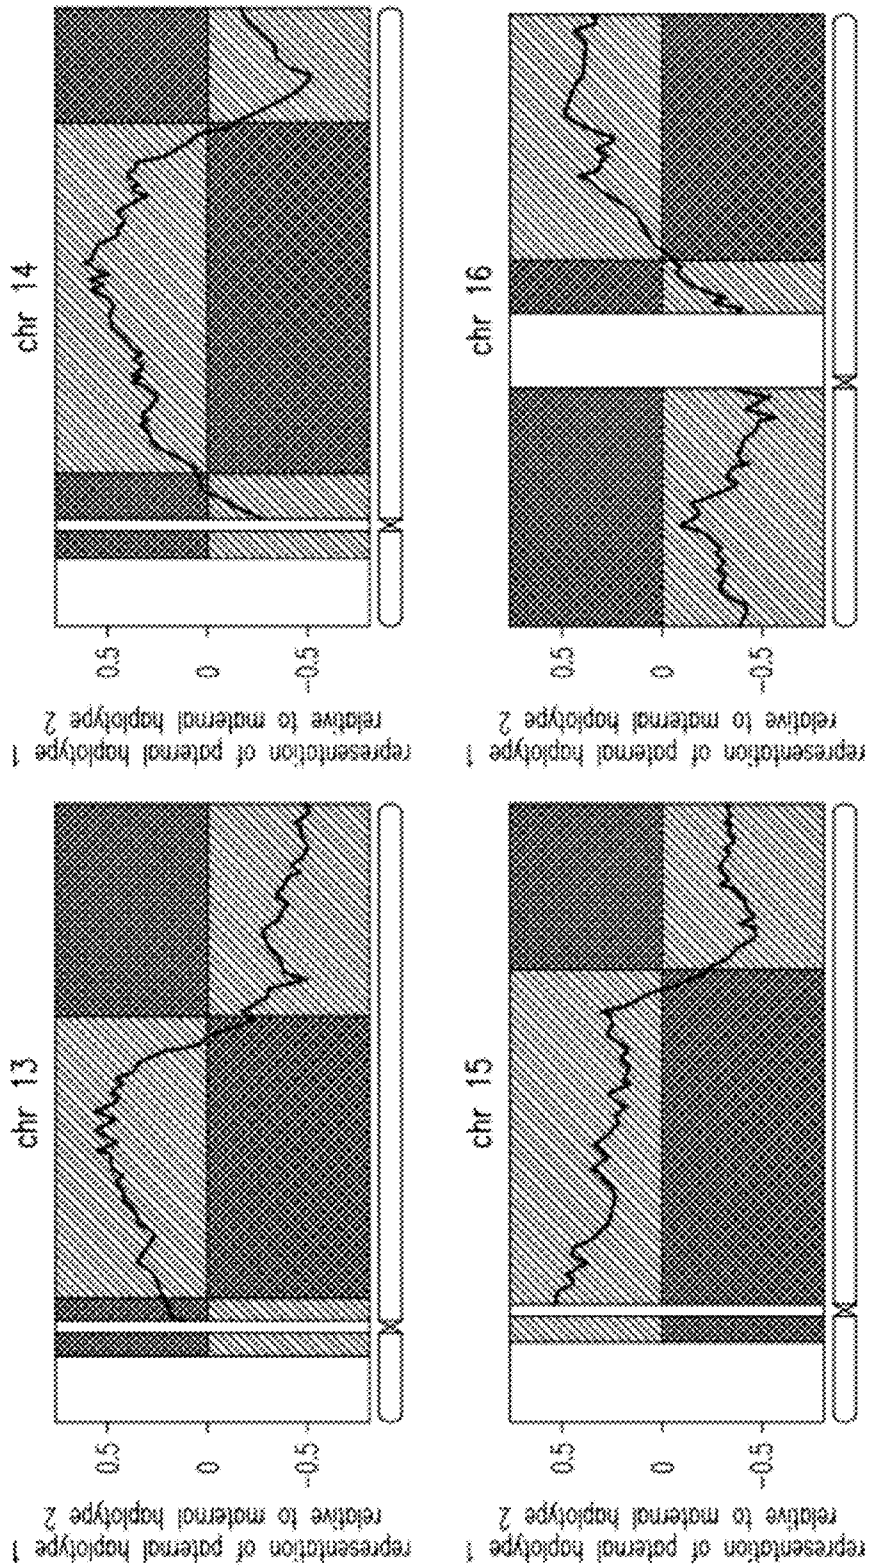 chr 13
representation of paternal haplotype 1
relative to maternal haplotype 2
0.5
0
-0.5
chr 14
representation of paternal haplotype 1
relative to maternal haplotype 2
0.5
0
-0.5
chr 15
representation of paternal haplotype 1
relative to maternal haplotype 2
0.5
0
-0.5
chr 16
representation of paternal haplotype 1
relative to maternal haplotype 2
0.5
0
-0.5